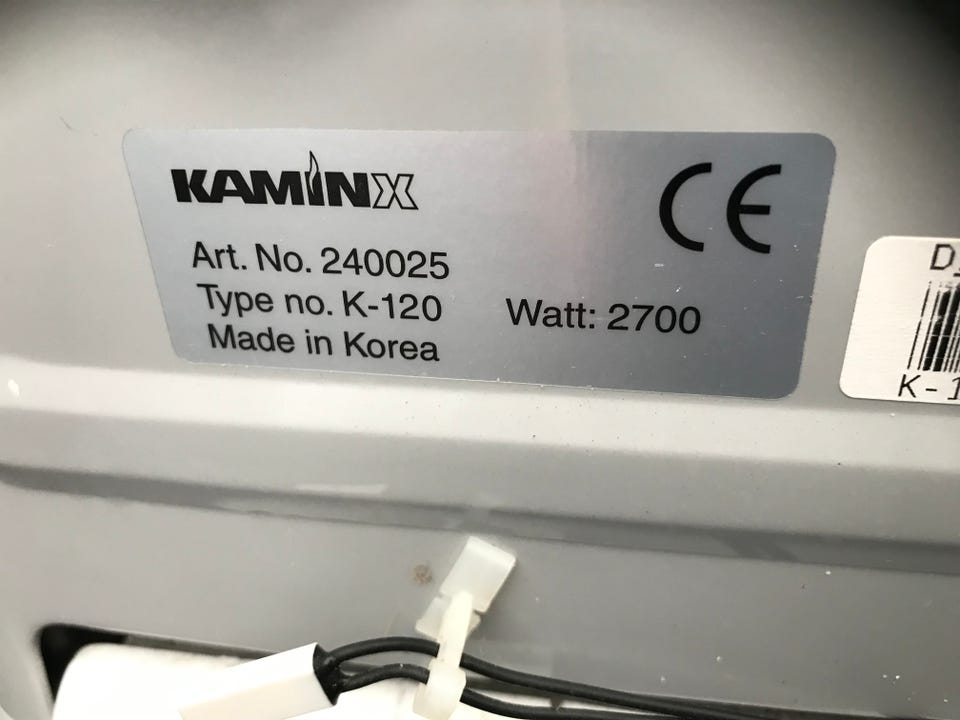 KAMINX
CE
Art. No. 240025
Type no. K-120 Watt: 2700
Made in Korea